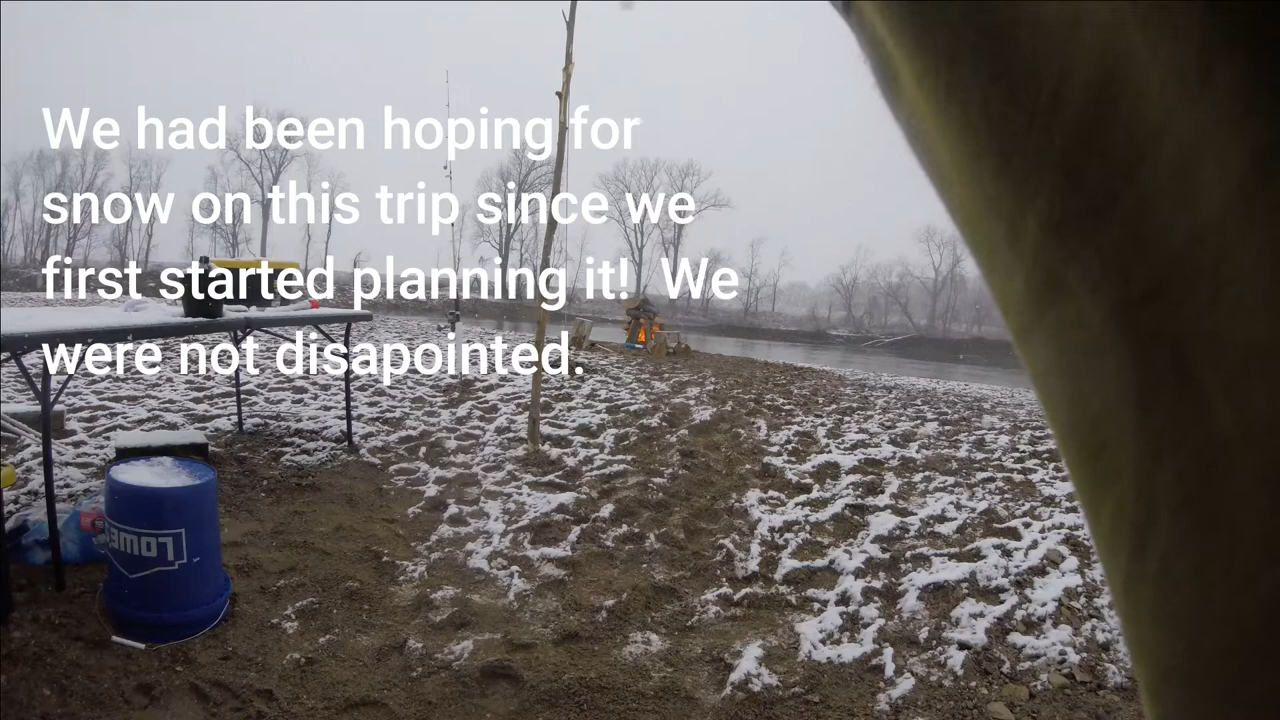 We had been hoping for
snow on this trip since we
first started planning it!  We
were not disapointed.
LOWE